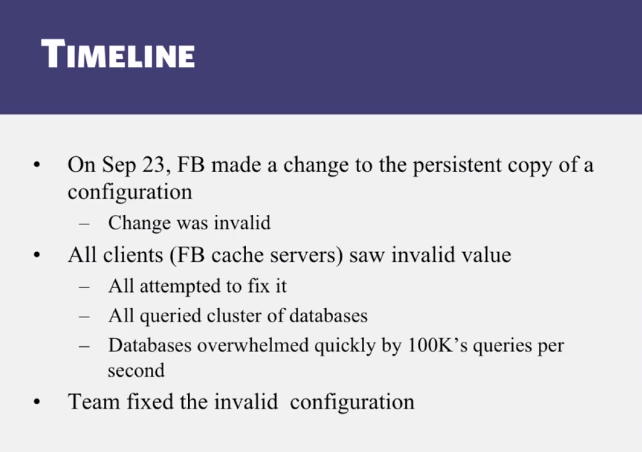 TIMELINE
• On Sep 23, FB made a change to the persistent copy of a
configuration
– Change was invalid
• All clients (FB cache servers) saw invalid value
– All attempted to fix it
– All queried cluster of databases
– Databases overwhelmed quickly by 100K’s queries per
second
• Team fixed the invalid  configuration